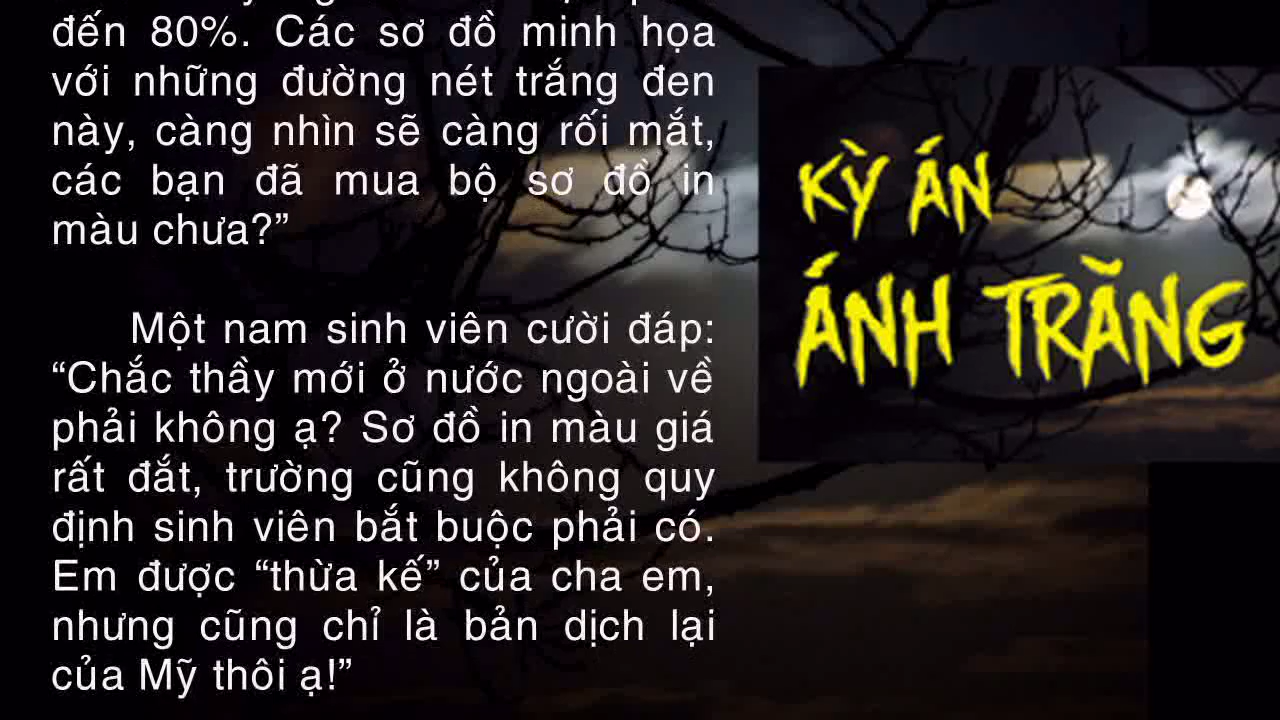 đến 80%. Các sơ đồ minh họa
với những đường nét trắng đen
này, càng nhìn sẽ càng rối mắt,
các bạn đã mua bộ sơ đồ in
màu chưa?”
Một nam sinh viên cười đáp:
“Chắc thầy mới ở nước ngoài về
phải không ạ? Sơ đồ in màu giá
rất đắt, trường cũng không quy
định sinh viên bắt buộc phải có.
Em được “thừa kế” của cha em,
nhưng cũng chỉ là bản dịch lại
của Mỹ thôi ạ!”
KỲ ÁN
ÁNH TRĂNG